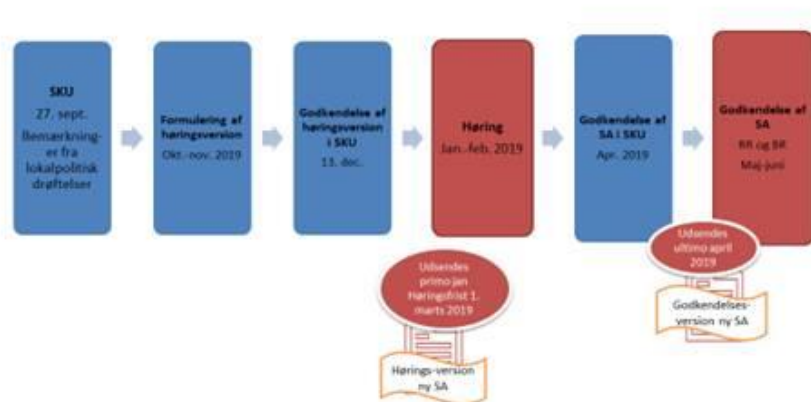 SKU
27. sept.
Bemærkning-
er fra
lokalpolitisk
drøftelser
Formulering af
høringsversion
Okt.-nov. 2019
Godkendelse af
høringsversion
i SKU
13. dec.
Høring
Jan.-feb. 2019
Godkendelse af
SA i SKU
Apr. 2019
Godkendelse af
SA
RR og BR
Maj-juni
Udsendes
primo jan
Høringsfrist 1.
marts 2019
Hørings-version
ny SA
Udsendes
ultimo april
2019
Godkendelses-
version ny SA